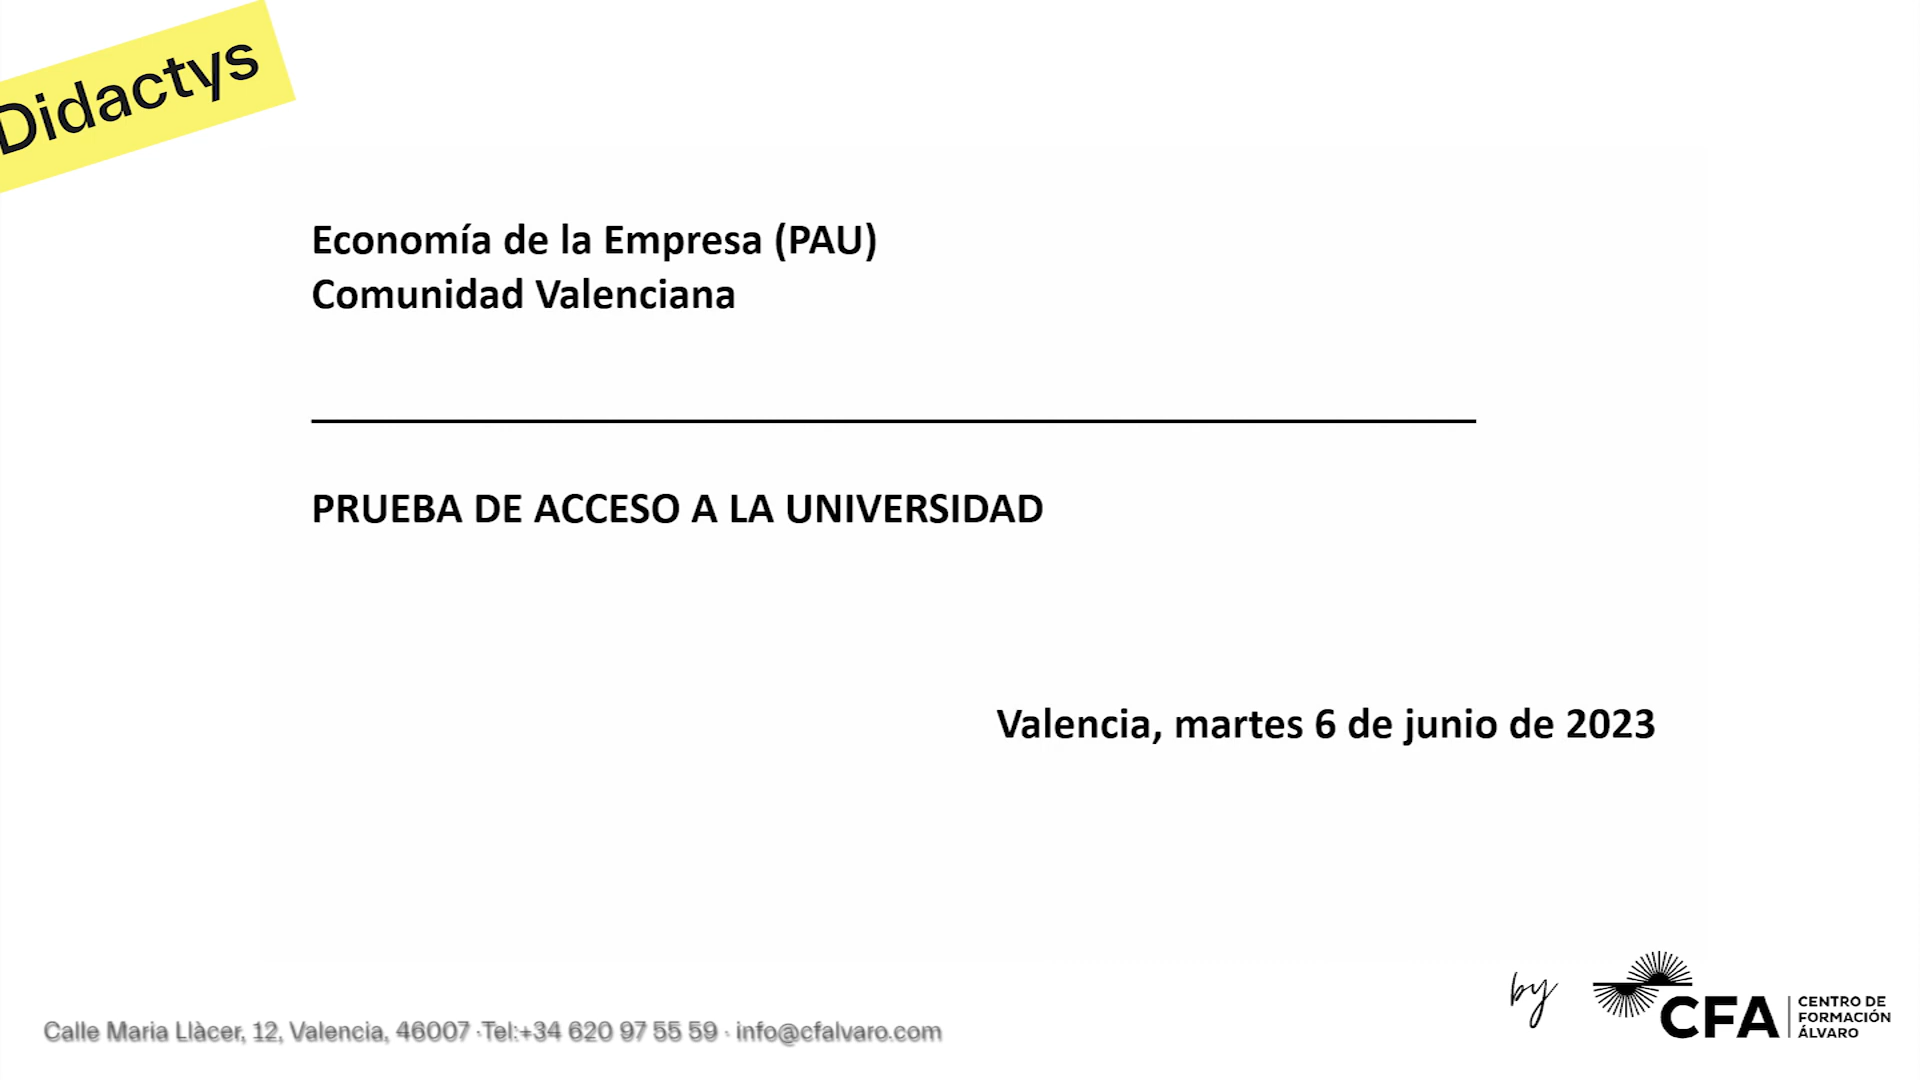 Didactys
Economía de la Empresa (PAU)
Comunidad Valenciana
PRUEBA DE ACCESO A LA UNIVERSIDAD
Valencia, martes 6 de junio de 2023
by
CFA
CENTRO DE
FORMACIÓN
ÁLVARO
Calle Maria Llàcer, 12, Valencia, 46007 · Tel:+34 620 97 55 59 · info@cfalvaro.com